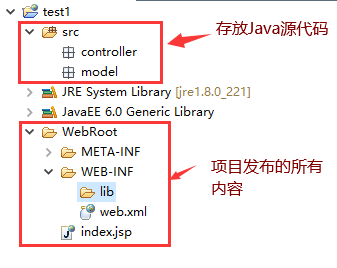 test1
src
存放Java源代码
controller
model
JRE System Library [jre1.8.0_221]
JavaEE 6.0 Generic Library
WebRoot
META-INF
WEB-INF
项目发布的所有
内容
lib
web.xml
index.jsp